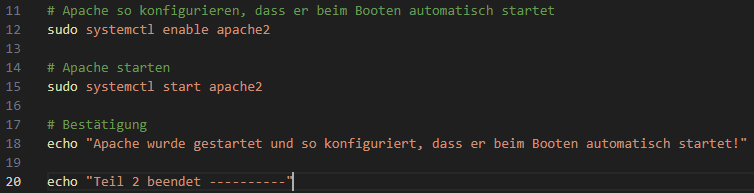 11 # Apache so konfigurieren, dass er beim Booten automatisch startet
12 sudo systemctl enable apache2
13
14 # Apache starten
15 sudo systemctl start apache2
16
17 # Bestätigung
18 echo "Apache wurde gestartet und so konfiguriert, dass er beim Booten automatisch startet!"
19
20 echo "Teil 2 beendet ----------"